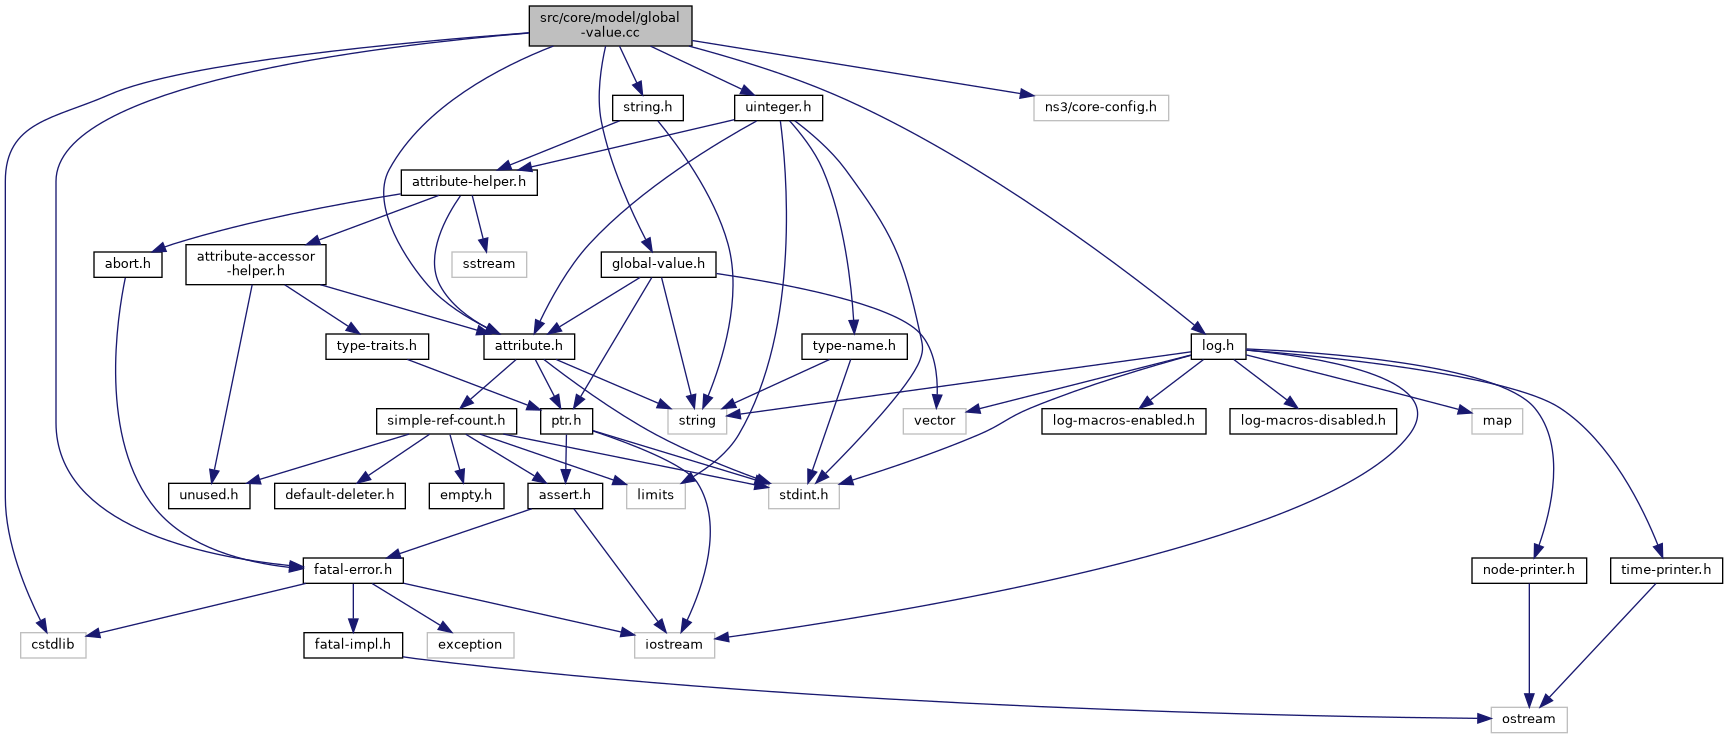 src/core/model/global
-value.cc
string.h
uinteger.h
ns3/core-config.h
attribute-helper.h
abort.h
attribute-accessor
-helper.h
sstream
global-value.h
type-traits.h
attribute.h
type-name.h
log.h
simple-ref-count.h
ptr.h
string
vector
log-macros-enabled.h
log-macros-disabled.h
map
unused.h
default-deleter.h
empty.h
assert.h
limits
stdint.h
fatal-error.h
node-printer.h
time-printer.h
cstdlib
fatal-impl.h
exception
iostream
ostream